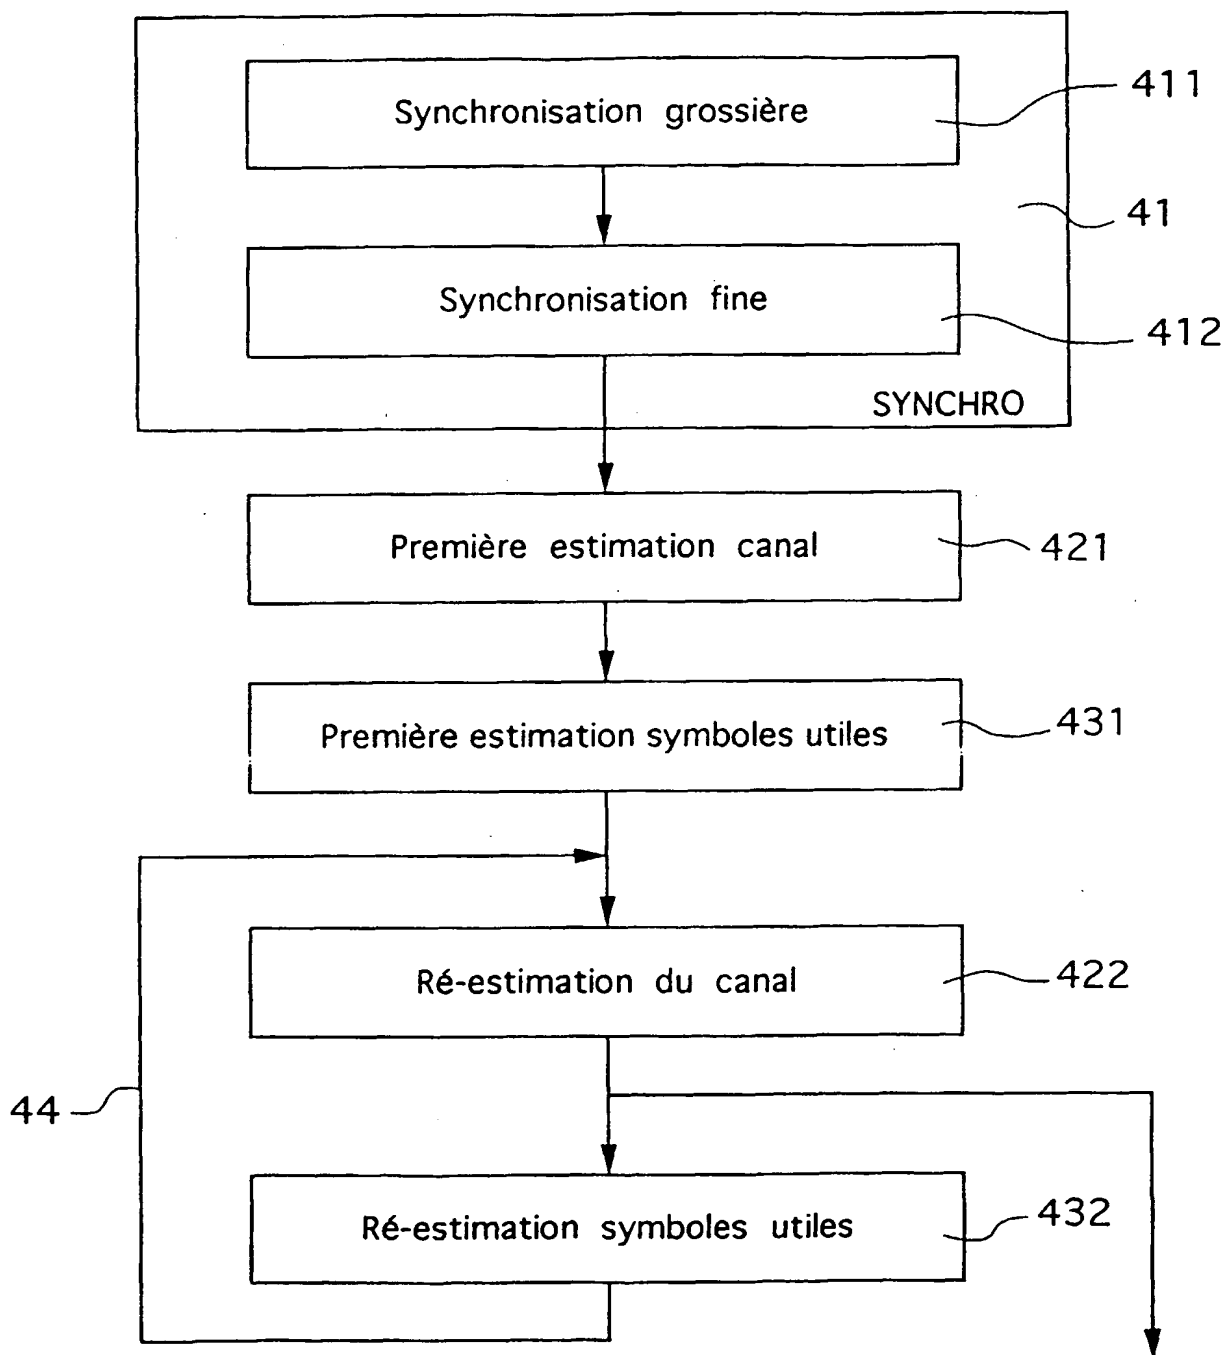 Synchronisation grossière
411
41
Synchronisation fine
412
SYNCHRO
Première estimation canal
421
Première estimation symboles utiles
431
Ré-estimation du canal
422
44
Ré-estimation symboles utiles
432